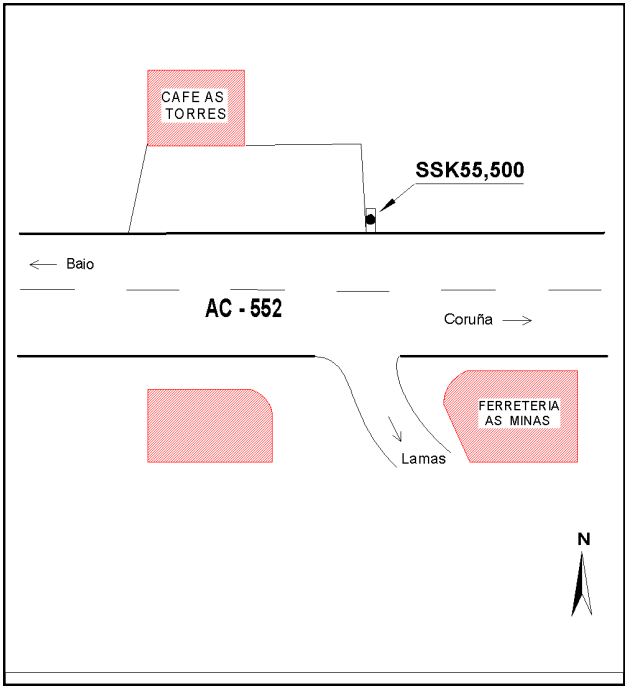 CAFE AS
TORRES
SSK55,500
Baio
AC - 552
Coruña
FERRETERIA
AS MINAS
Lamas
N